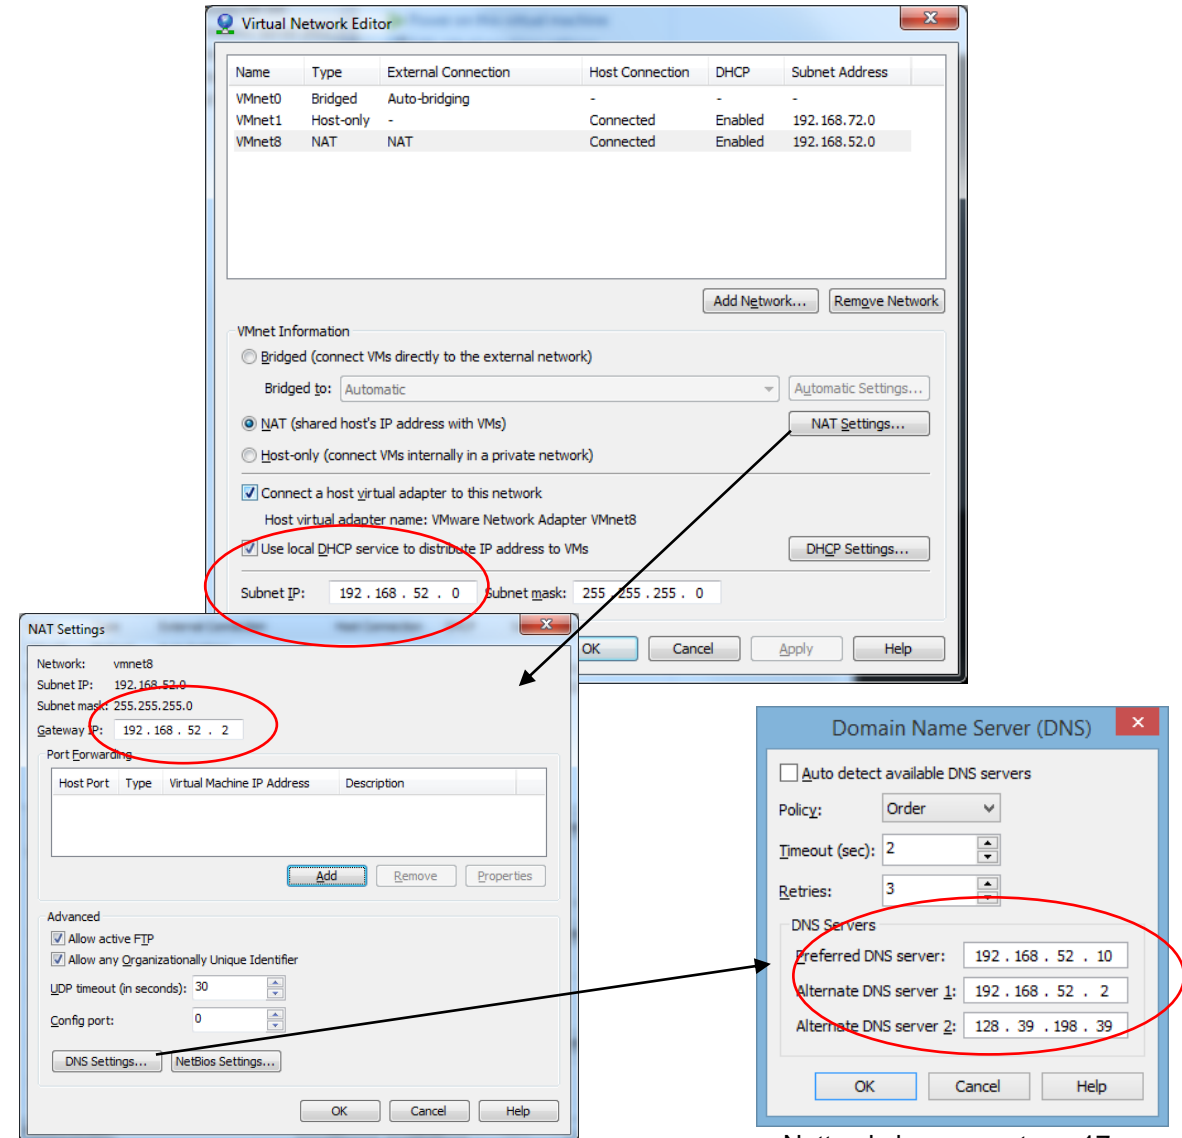 Virtual Network Editor
Name Type External Connection Host Connection DHCP Subnet Address
VMnet0 Bridged Auto-bridging - - -
VMnet1 Host-only - Connected Enabled 192.168.72.0
VMnet8 NAT NAT Connected Enabled 192.168.52.0
Add Network... Remove Network
VMnet Information
Bridged (connect VMs directly to the external network)
Bridged to: Automatic Automatic Settings...
NAT (shared host's IP address with VMs) NAT Settings...
Host-only (connect VMs internally in a private network)
Connect a host virtual adapter to this network
Host virtual adapter name: VMware Network Adapter VMnet8
Use local DHCP service to distribute IP address to VMs DHCP Settings...
Subnet IP: 192 . 168 . 52 . 0 Subnet mask: 255 . 255 . 255 . 0
OK Cancel Apply Help
NAT Settings
Network: vmnet8
Subnet IP: 192.168.52.0
Subnet mask: 255.255.255.0
Gateway IP: 192 . 168 . 52 . 2
Port Forwarding
Host Port Type Virtual Machine IP Address Description
Add Remove Properties
Advanced
Allow active FTP
Allow any Organizationally Unique Identifier
UDP timeout (in seconds): 30
Config port: 0
DNS Settings... NetBios Settings...
OK Cancel Help
Domain Name Server (DNS)
Auto detect available DNS servers
Policy: Order
Timeout (sec): 2
Retries: 3
DNS Servers
Preferred DNS server: 192 . 168 . 52 . 10
Alternate DNS server 1: 192 . 168 . 52 . 2
Alternate DNS server 2: 128 . 39 . 198 . 39
OK Cancel Help